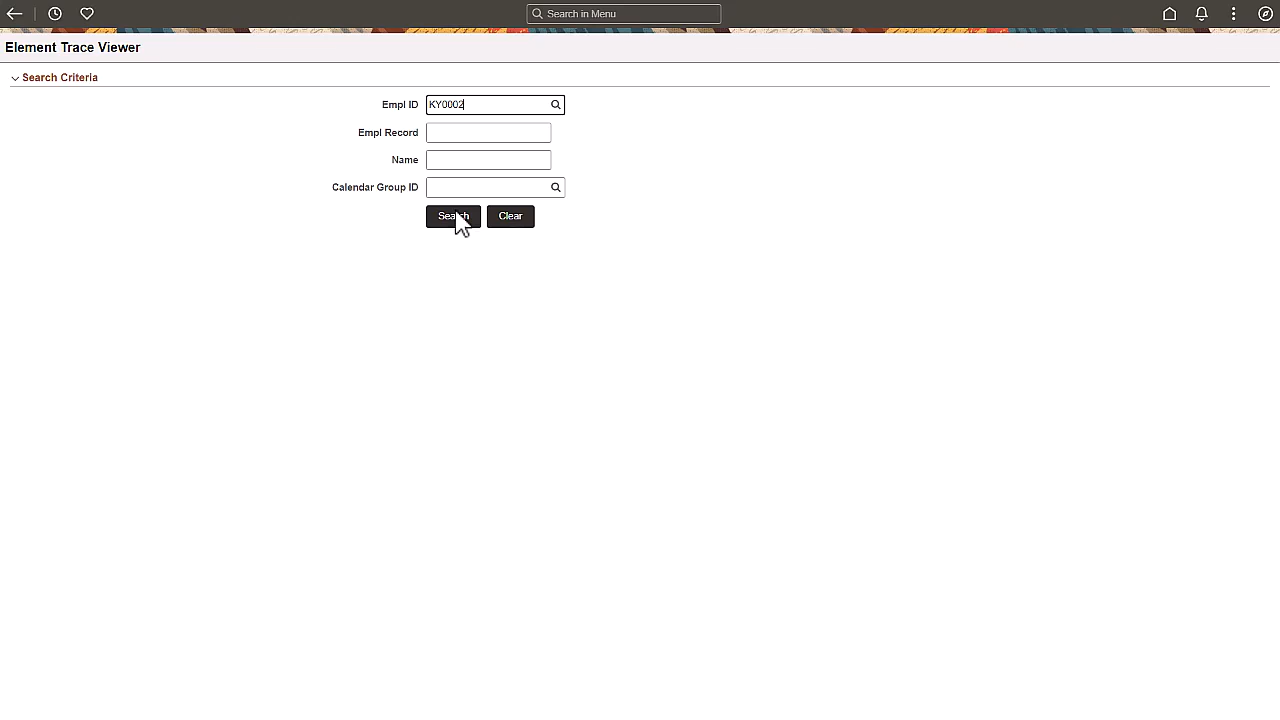 Search in Menu
Element Trace Viewer
Search Criteria
Empl ID KY0002
Empl Record
Name
Calendar Group ID
Search Clear